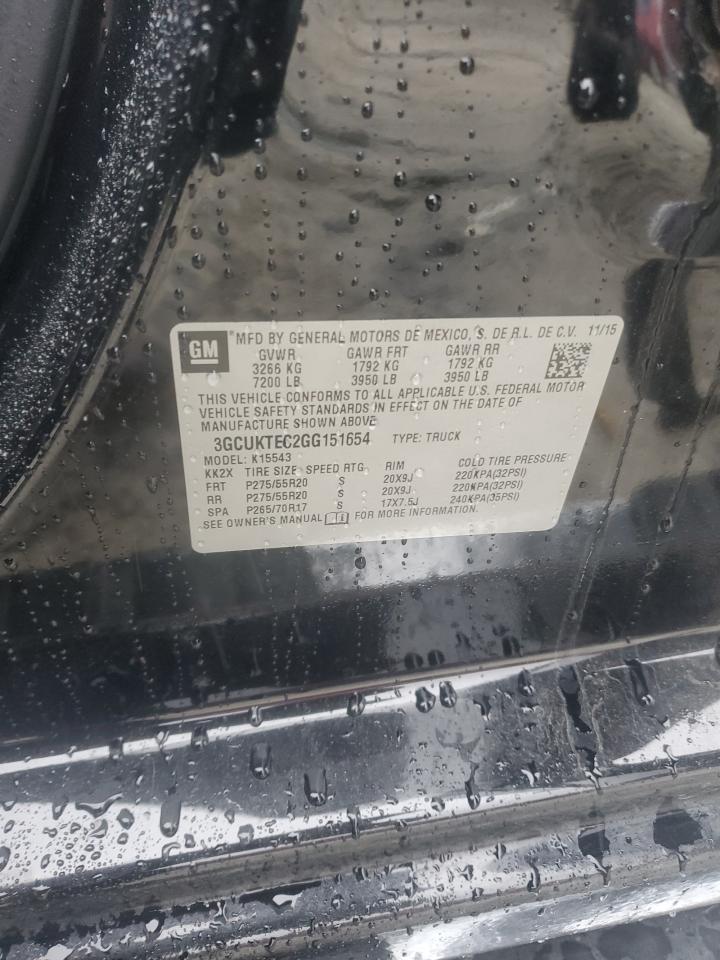 GM ® MFD BY GENERAL MOTORS DE MEXICO, S. DE R.L. DE C.V. 11/15
GVWR GAWR FRT GAWR RR
3266 KG 1792 KG 1792 KG
7200 LB 3950 LB 3950 LB
THIS VEHICLE CONFORMS TO ALL APPLICABLE U.S. FEDERAL MOTOR
VEHICLE SAFETY STANDARDS IN EFFECT ON THE DATE OF
MANUFACTURE SHOWN ABOVE
3GCUKTEC2GG151654 TYPE: TRUCK
MODEL: K15543
KK2X TIRE SIZE SPEED RTG RIM COLD TIRE PRESSURE
FRT P275/55R20 S 20X9J 220KPA(32PSI)
RR P275/55R20 S 20X9J 220KPA(32PSI)
SPA P265/70R17 S 17X7.5J 240KPA(35PSI)
SEE OWNER'S MANUAL FOR MORE INFORMATION.